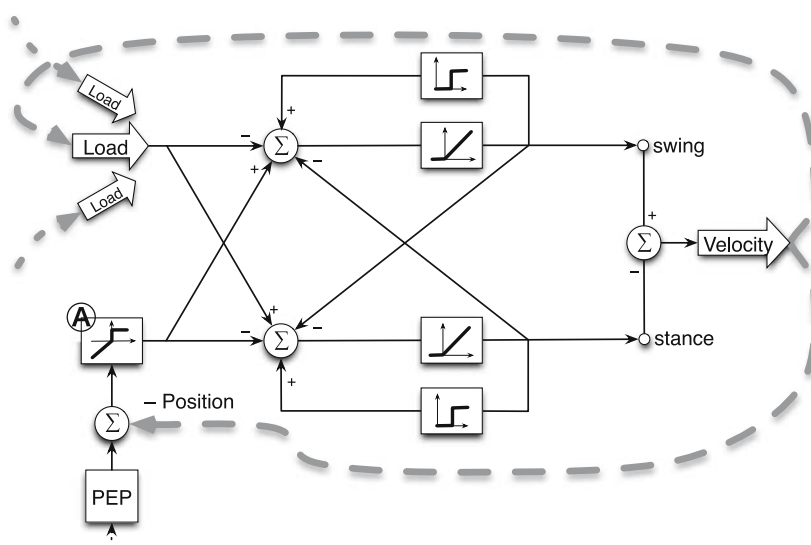 Load
+
Load
−
Σ
−
swing
+
Load
+
Σ
Velocity
−
A
−
+
Σ
−
stance
+
Σ
− Position
PEP